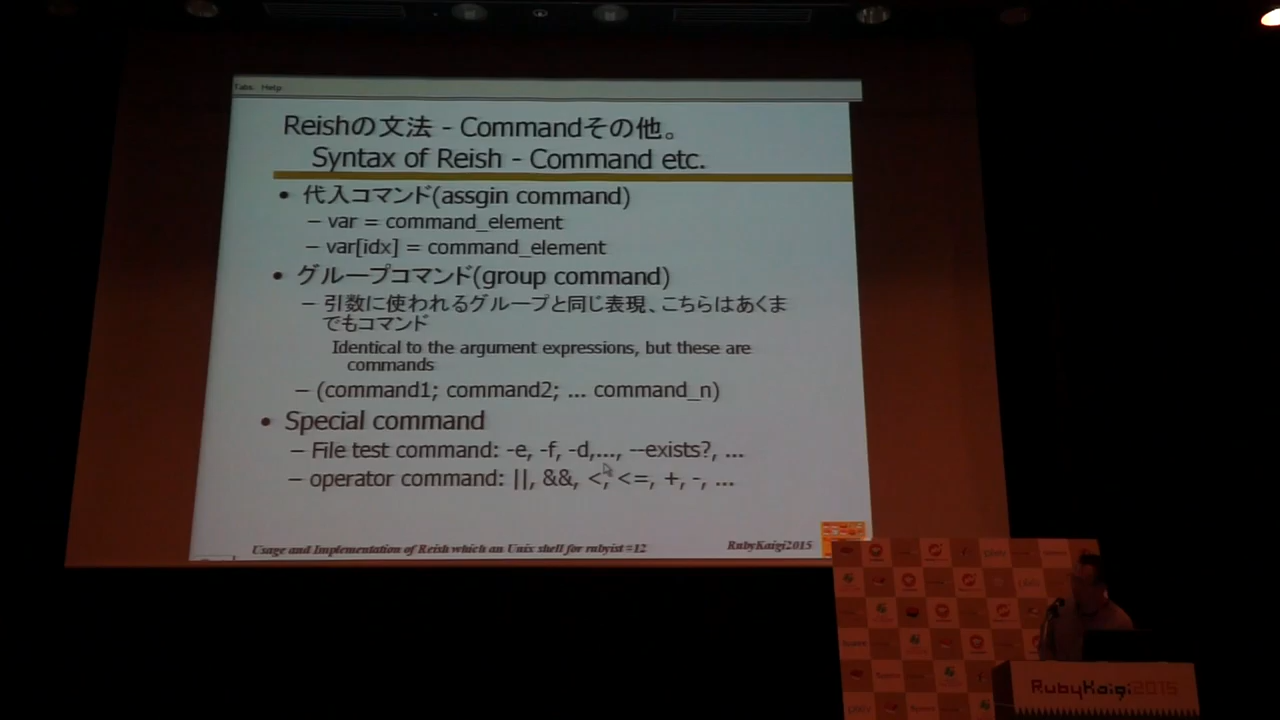 Tabs Help
Reishの文法 - Commandその他。
Syntax of Reish - Command etc.
• 代入コマンド(assgin command)
– var = command_element
– var[idx] = command_element
• グループコマンド(group command)
– 引数に使われるグループと同じ表現、こちらはあくま
でもコマンド
Identical to the argument expressions, but these are
commands
– (command1; command2; ... command_n)
• Special command
– File test command: -e, -f, -d,..., --exists?, ...
– operator command: ||, &&, <, <=, +, -, ...
Usage and Implementation of Reish which an Unix shell for rubyist #12
RubyKaigi2015
RubyKaigi2015